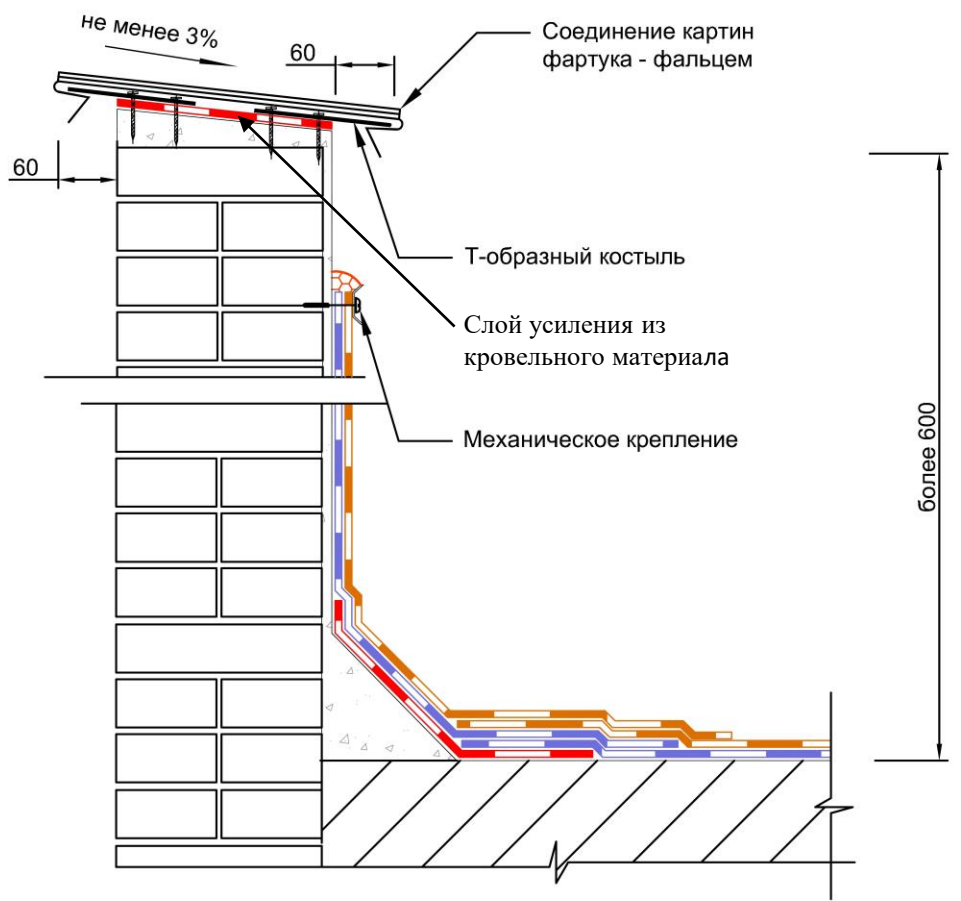 не менее 3%
60
Соединение картин
фартука - фальцем
60
Т-образный костыль
Слой усиления из
кровельного материала
Механическое крепление
более 600